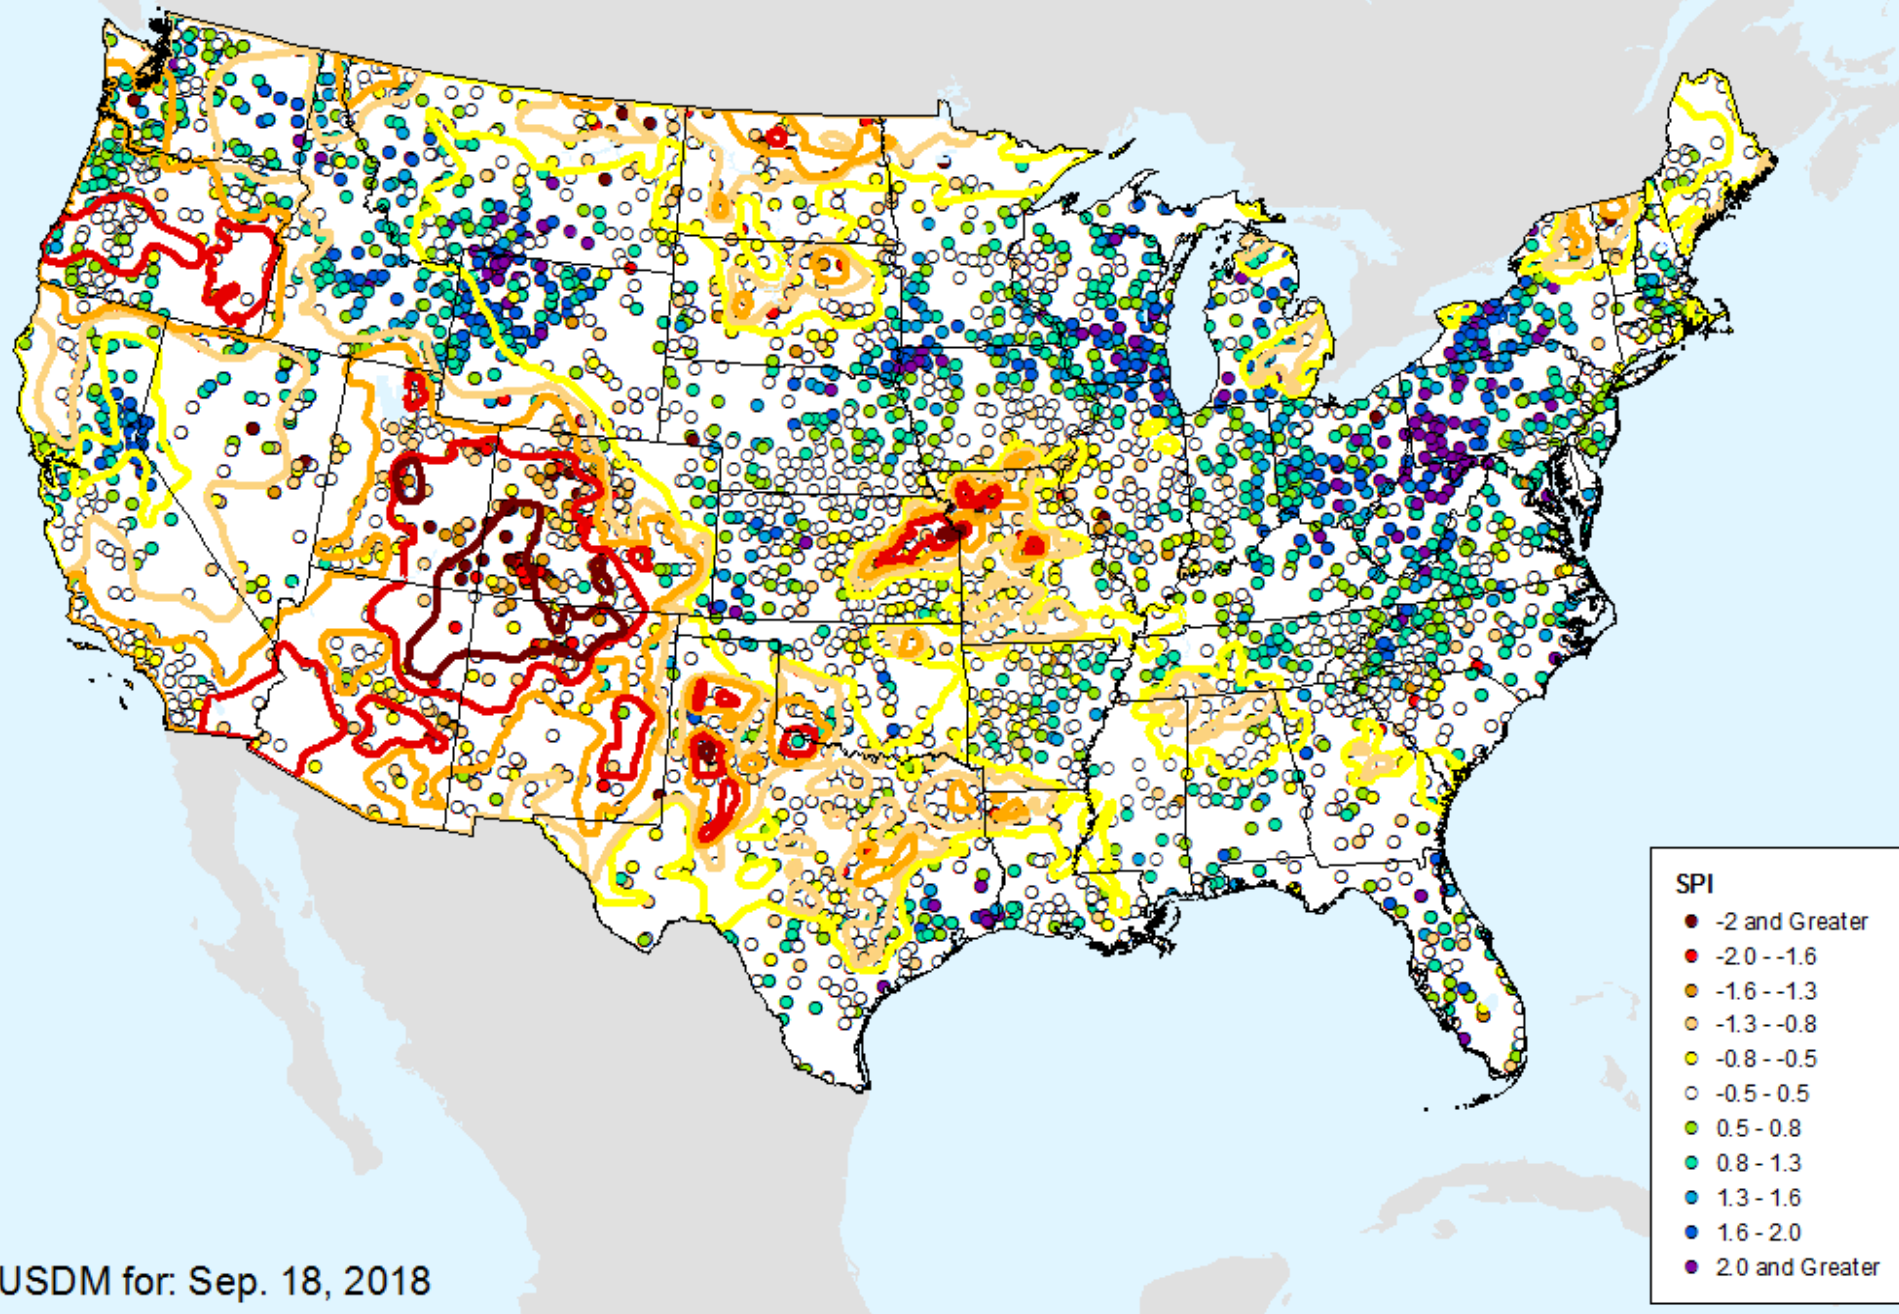 SPI
-2 and Greater
-2.0 - -1.6
-1.6 - -1.3
-1.3 - -0.8
-0.8 - -0.5
-0.5 - 0.5
0.5 - 0.8
0.8 - 1.3
1.3 - 1.6
1.6 - 2.0
2.0 and Greater
USDM for: Sep. 18, 2018